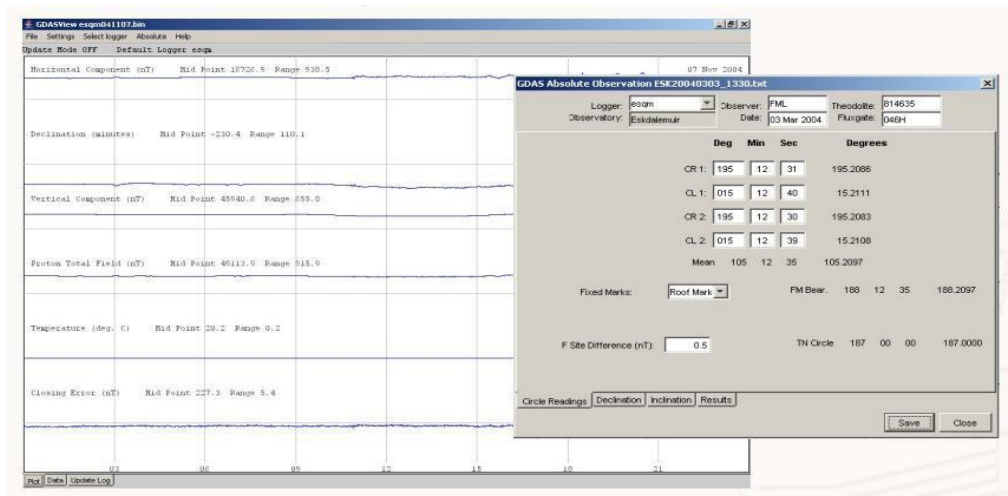 GDASView esqm041107.bin
File Settings Select logger Absolute Help
Update Mode OFF Default Logger esqm
Horizontal Component (nT) Mid Point 16726.9 Range 938.5 07 Nov 2004
Declination (minutes) Mid Point -230.4 Range 110.1
Vertical Component (nT) Mid Point 45940.6 Range 655.8
Proton Total Field (nT) Mid Point 49113.9 Range 915.9
Temperature (deg. C) Mid Point 20.2 Range 0.2
Closing Error (nT) Mid Point 227.3 Range 5.4
03 06 09 12 15 18 21
Plot Data Update Log
GDAS Absolute Observation ESK20040303_1330.txt
Logger: esqm Observer: FML Theodolite: 814635
Observatory: Eskdalemuir Date: 03 Mar 2004 Fluxgate: 046H
Deg Min Sec Degrees
CR 1: 195 12 31 195.2086
CL 1: 015 12 40 15.2111
CR 2: 195 12 30 195.2083
CL 2: 015 12 39 15.2108
Mean 105 12 35 105.2097
Fixed Marks: Roof Mark FM Bear. 188 12 35 188.2097
F Site Difference (nT): 0.5 TN Circle 187 00 00 187.0000
Circle Readings Declination Inclination Results
Save Close